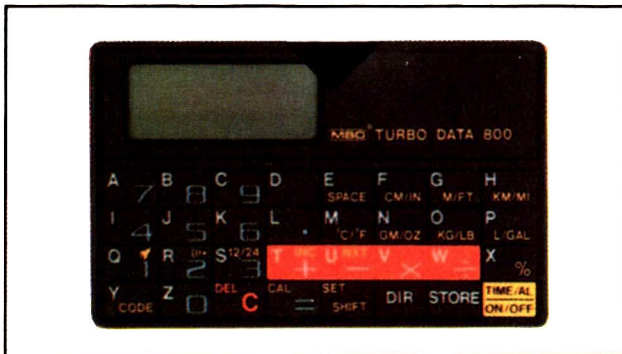 MBO® TURBO DATA 800
A 7 B 8 C 9 D E SPACE F CM/IN G M/FT H KM/MI
I 4 J 5 K 6 L . M °C/°F N GM/OZ O KG/LB P L/GAL
Q 1 R 2 S 12/24 3 T INC + U NXT − V × W ÷ X %
Y CODE Z 0 DEL C CAL = SET SHIFT DIR STORE TIME/AL ON/OFF